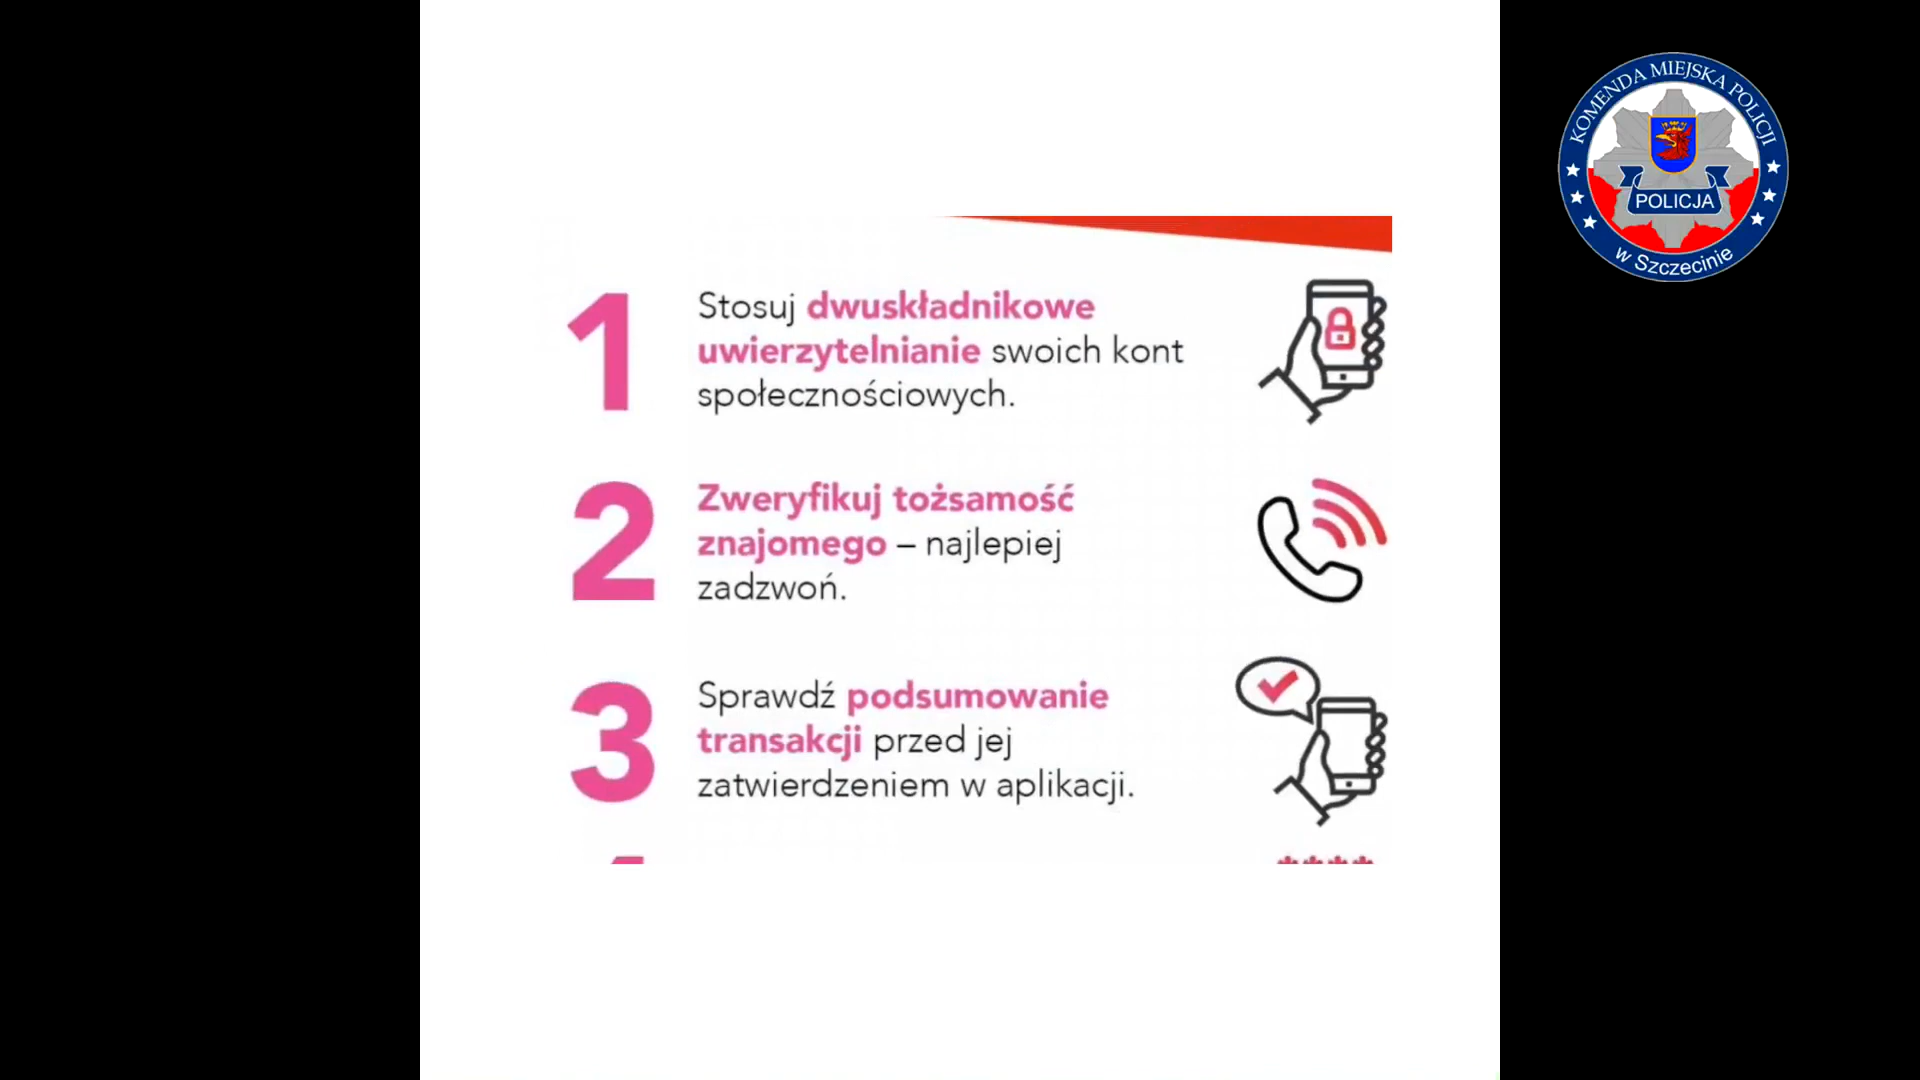 1
Stosuj dwuskładnikowe
uwierzytelnianie swoich kont
społecznościowych.
2
Zweryfikuj tożsamość
znajomego – najlepiej
zadzwoń.
3
Sprawdź podsumowanie
transakcji przed jej
zatwierdzeniem w aplikacji.
KOMENDA MIEJSKA POLICJI
POLICJA
w Szczecinie